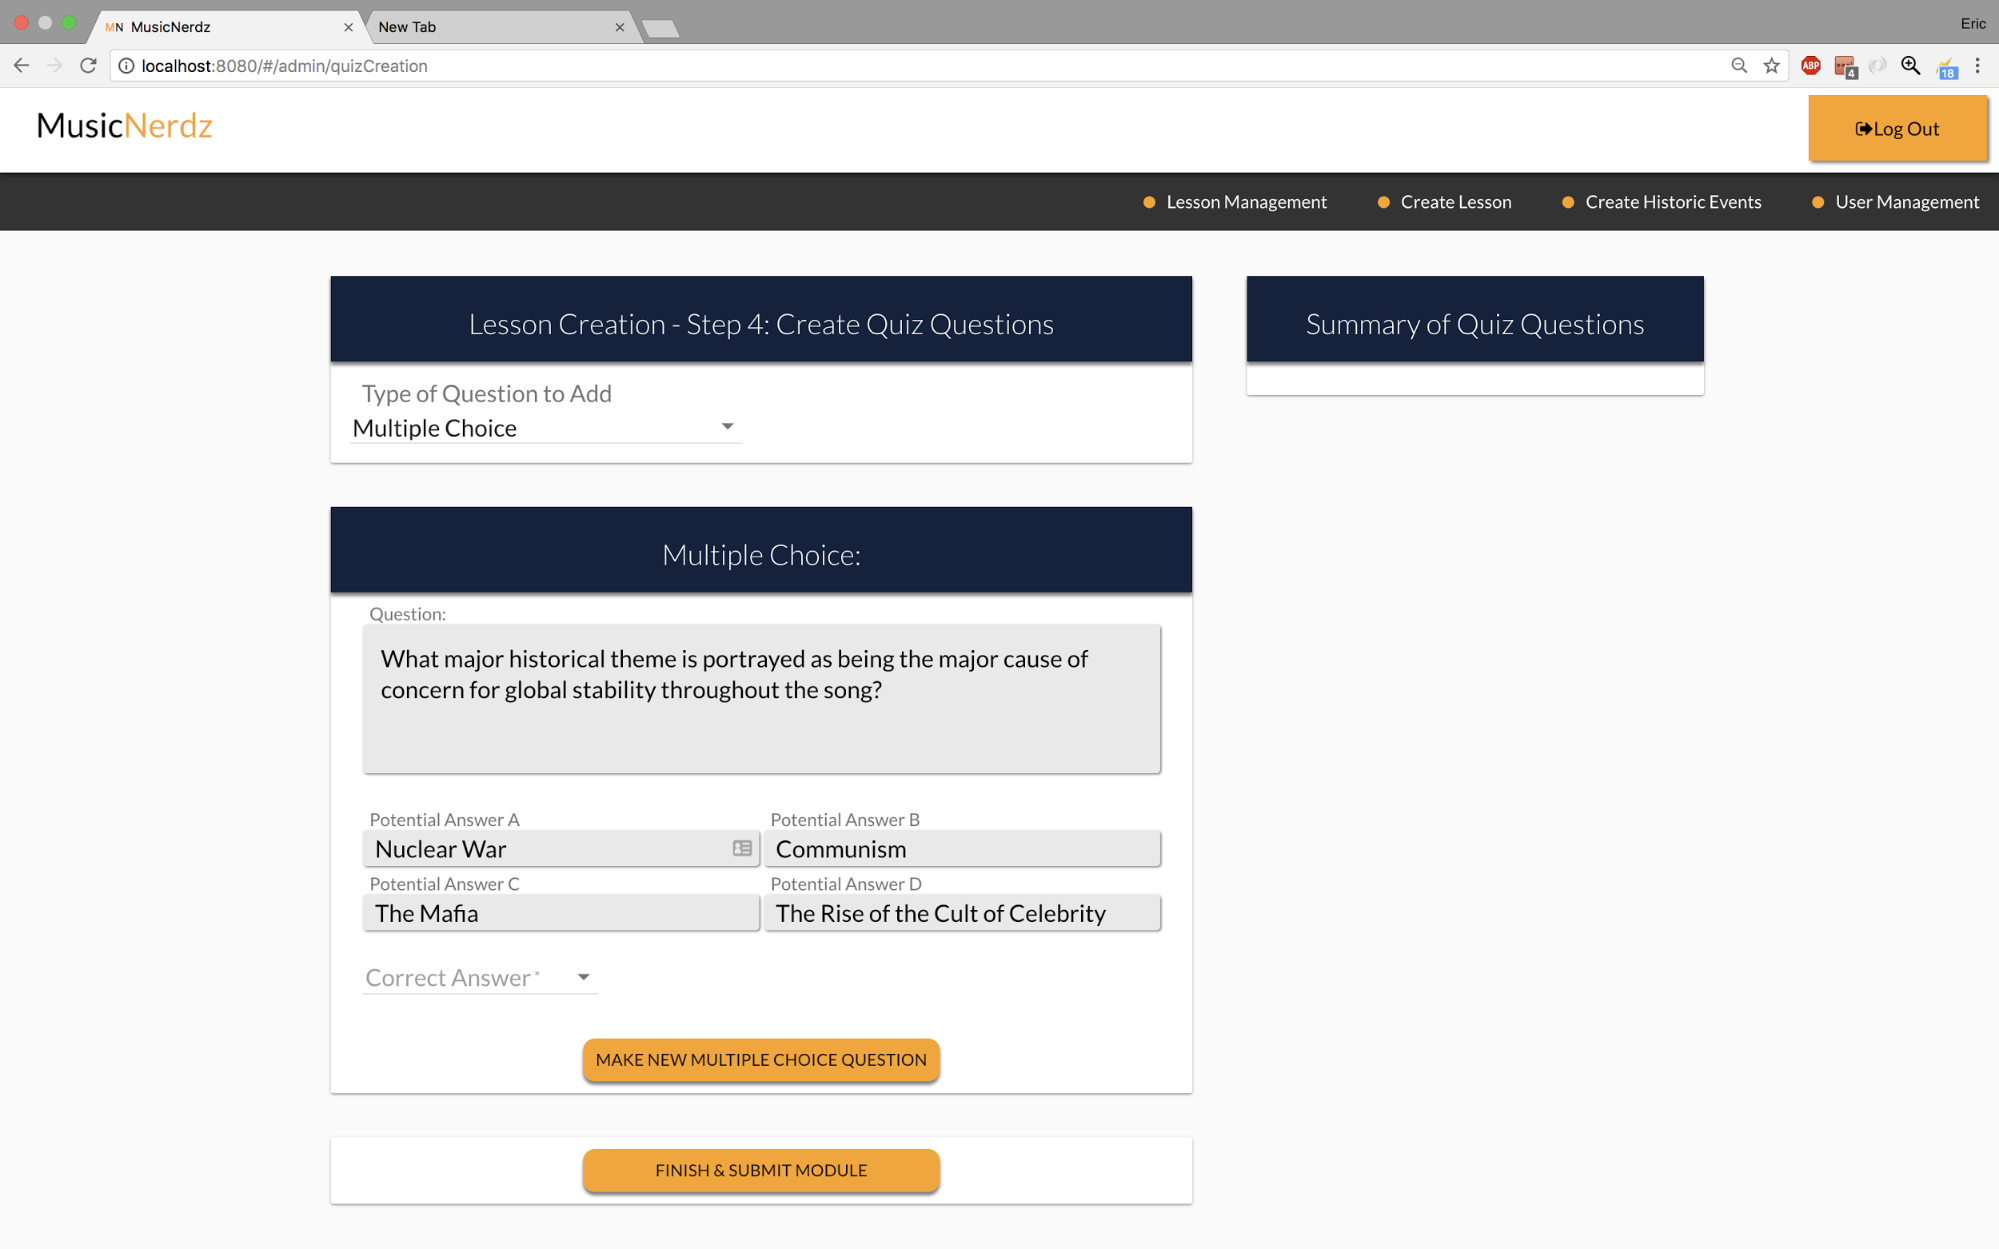 MN MusicNerdz
New Tab
Eric
localhost:8080/#/admin/quizCreation
ABP
4
18
MusicNerdz
Log Out
Lesson Management
Create Lesson
Create Historic Events
User Management
Lesson Creation - Step 4: Create Quiz Questions
Summary of Quiz Questions
Type of Question to Add
Multiple Choice
Multiple Choice:
Question:
What major historical theme is portrayed as being the major cause of
concern for global stability throughout the song?
Potential Answer A
Potential Answer B
Nuclear War
Communism
Potential Answer C
Potential Answer D
The Mafia
The Rise of the Cult of Celebrity
Correct Answer *
MAKE NEW MULTIPLE CHOICE QUESTION
FINISH & SUBMIT MODULE